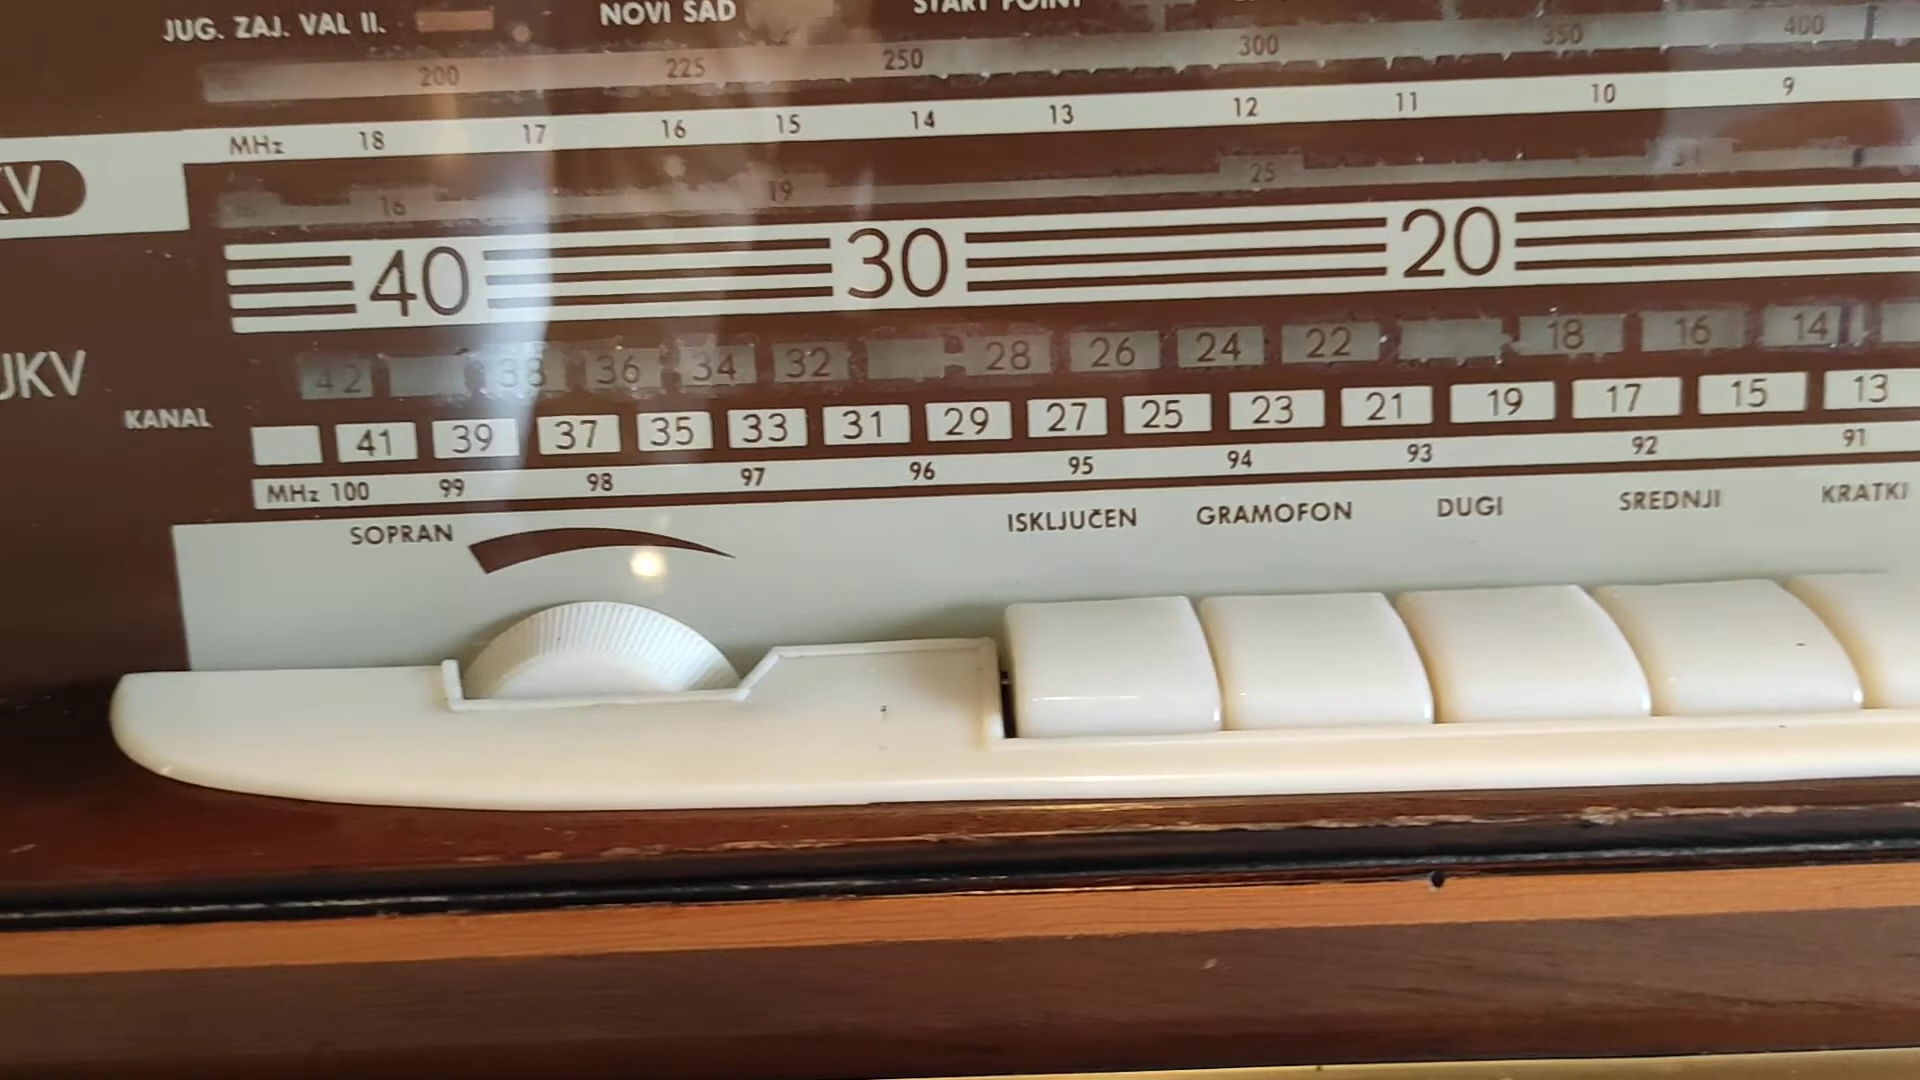 JUG. ZAJ. VAL II. NOVI SAD START POINT
200 225 250 300 350 400
MHz 18 17 16 15 14 13 12 11 10 9
16 19 25 31
KV
40 30 20
42 38 36 34 32 28 26 24 22 18 16 14
UKV
KANAL 41 39 37 35 33 31 29 27 25 23 21 19 17 15 13
MHz 100 99 98 97 96 95 94 93 92 91
SOPRAN ISKLJUČEN GRAMOFON DUGI SREDNJI KRATKI